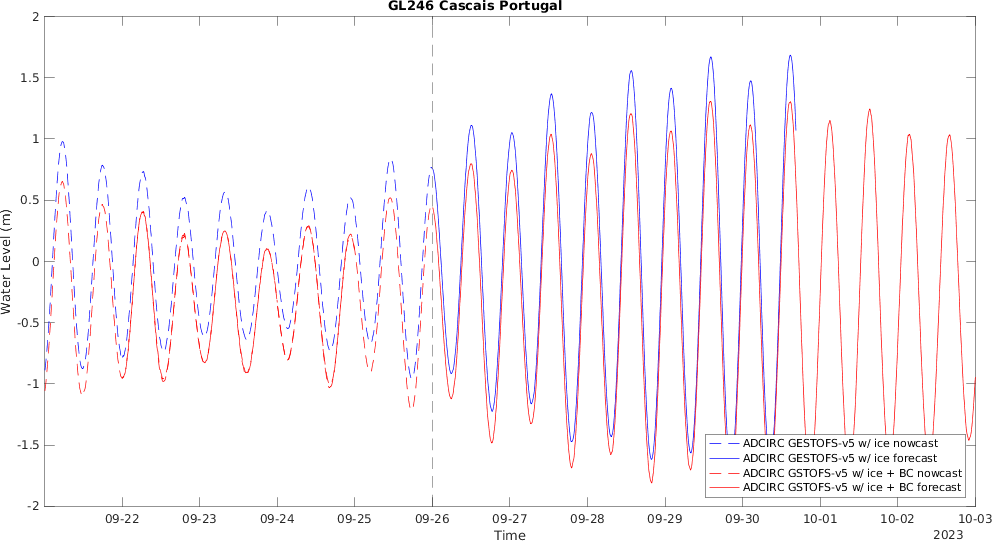 GL246 Cascais Portugal
2
1.5
1
0.5
0
-0.5
-1
-1.5
-2
Water Level (m)
ADCIRC GESTOFS-v5 w/ ice nowcast
ADCIRC GESTOFS-v5 w/ ice forecast
ADCIRC GSTOFS-v5 w/ ice + BC nowcast
ADCIRC GSTOFS-v5 w/ ice + BC forecast
09-22 09-23 09-24 09-25 09-26 09-27 09-28 09-29 09-30 10-01 10-02 10-03
Time
2023